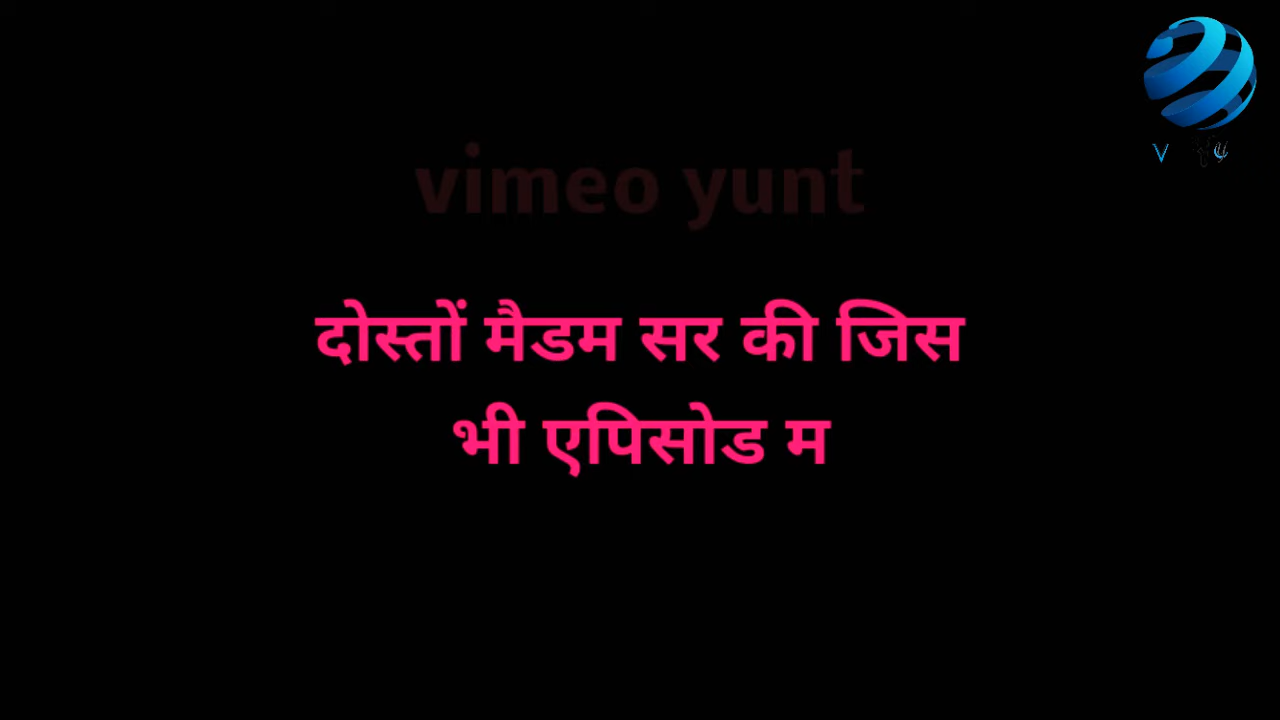 vimeo yunt
दोस्तों मैडम सर की जिस
भी एपिसोड म